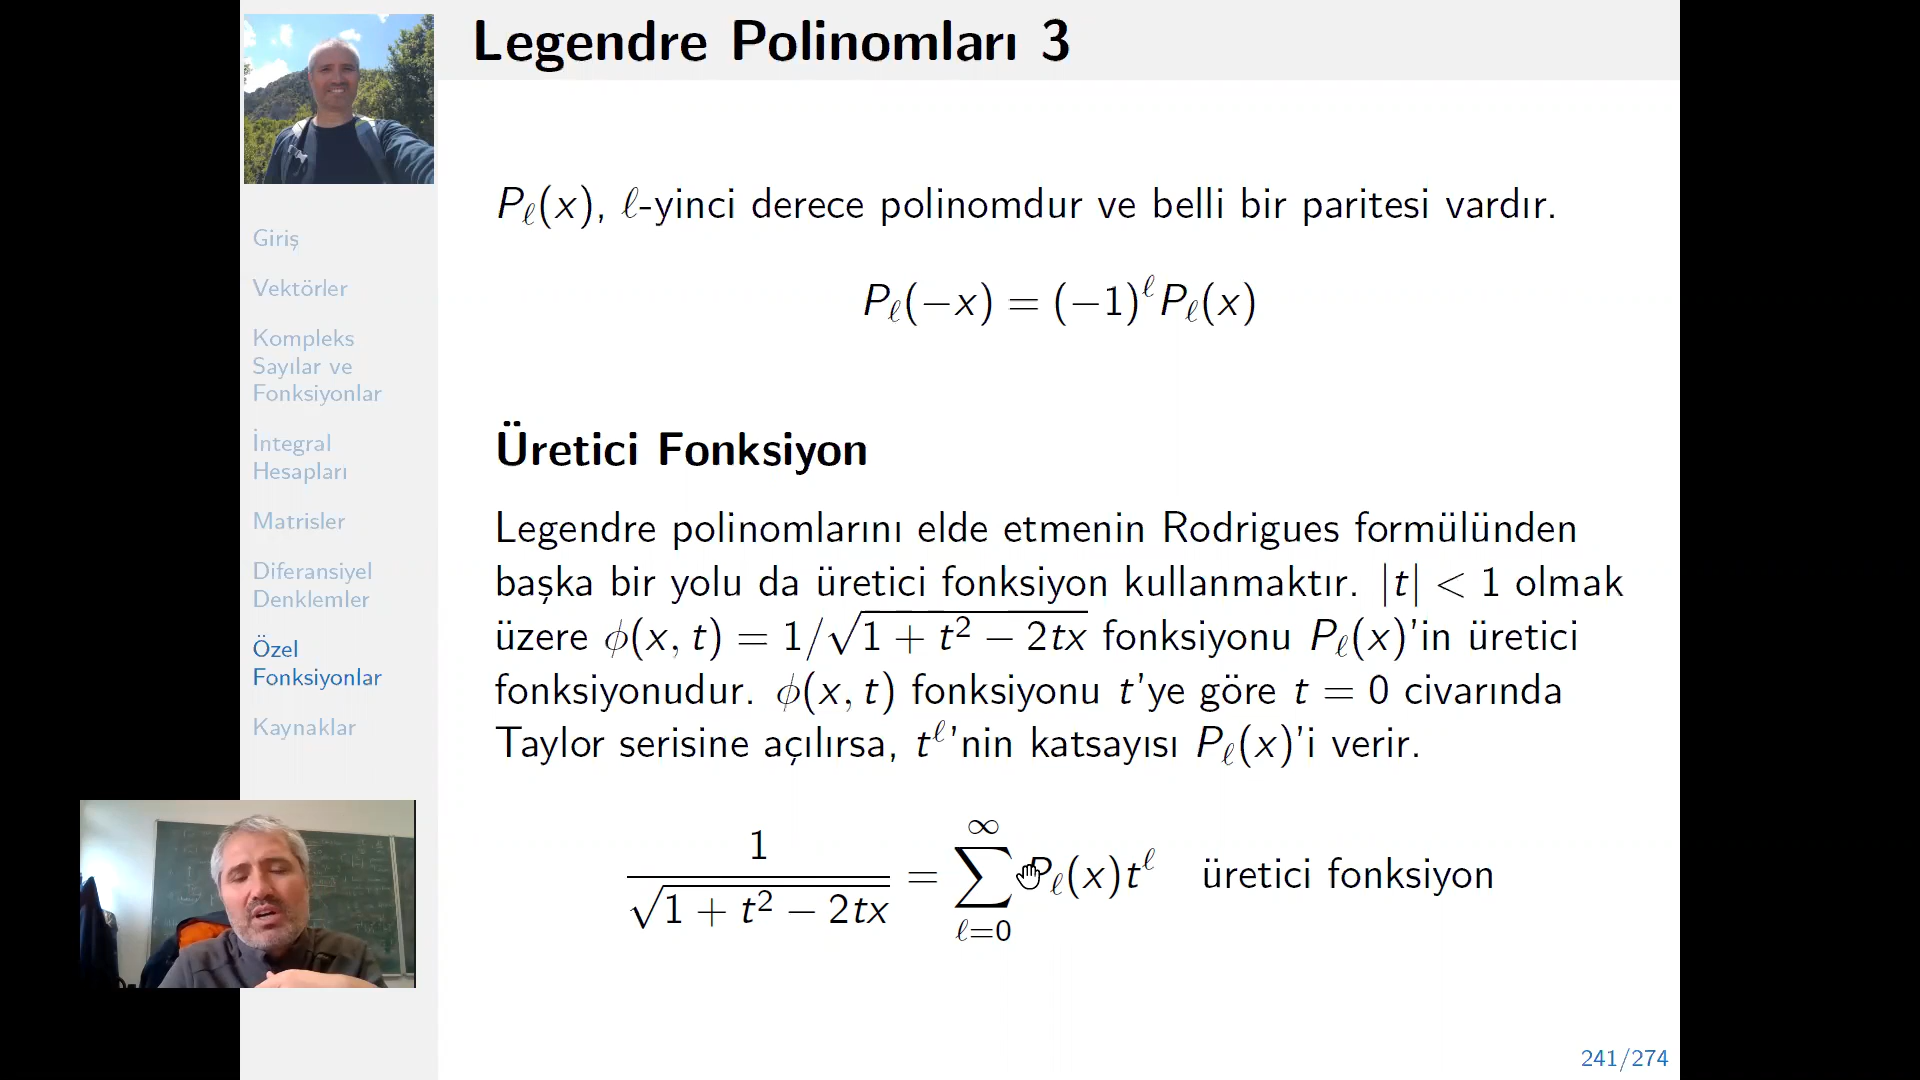 Legendre Polinomları 3
Giriş
Vektörler
Kompleks
Sayılar ve
Fonksiyonlar
İntegral
Hesapları
Matrisler
Diferansiyel
Denklemler
Özel
Fonksiyonlar
Kaynaklar
Pℓ(x), ℓ-yinci derece polinomdur ve belli bir paritesi vardır.
Pℓ(−x) = (−1)^ℓ Pℓ(x)
Üretici Fonksiyon
Legendre polinomlarını elde etmenin Rodrigues formülünden
başka bir yolu da üretici fonksiyon kullanmaktır. |t| < 1 olmak
üzere ϕ(x, t) = 1/√(1 + t² − 2tx) fonksiyonu Pℓ(x)'in üretici
fonksiyonudur. ϕ(x, t) fonksiyonu t'ye göre t = 0 civarında
Taylor serisine açılırsa, t^ℓ'nin katsayısı Pℓ(x)'i verir.
1/√(1 + t² − 2tx) = ∑_{ℓ=0}^{∞} Pℓ(x)t^ℓ üretici fonksiyon
241/274